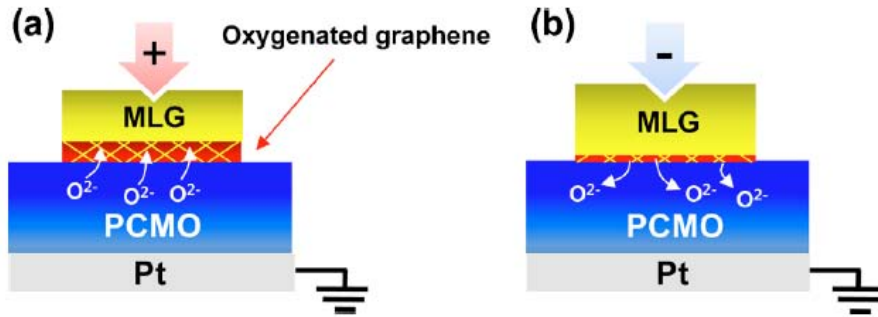 (a)
+
Oxygenated graphene
MLG
O²⁻ O²⁻ O²⁻
PCMO
Pt
(b)
-
MLG
O²⁻ O²⁻ O²⁻
PCMO
Pt